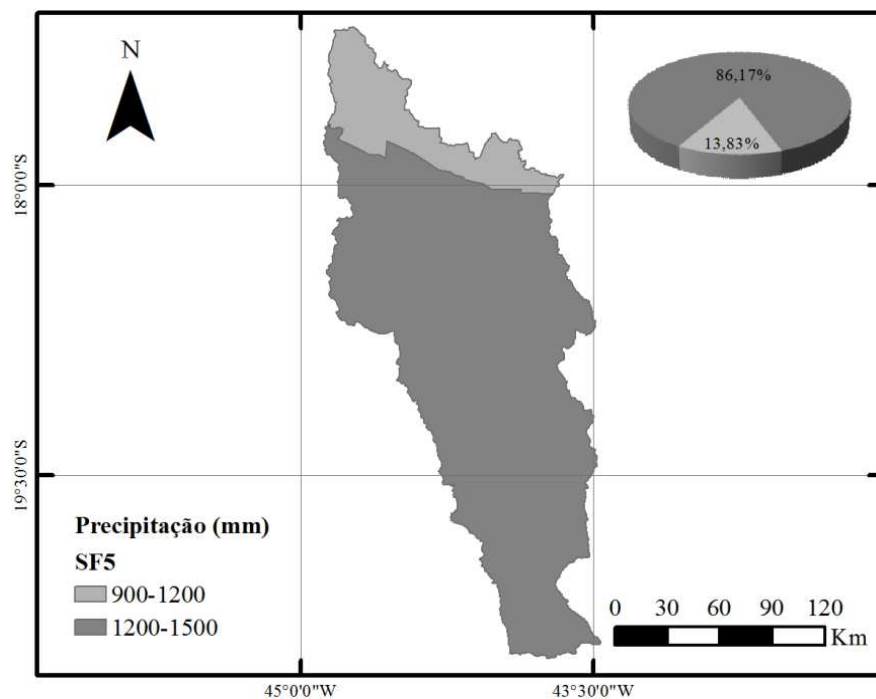 N
86,17%
13,83%
18°0'0"S
19°30'0"S
Precipitação (mm)
SF5
900-1200
1200-1500
0 30 60 90 120
Km
45°0'0"W 43°30'0"W